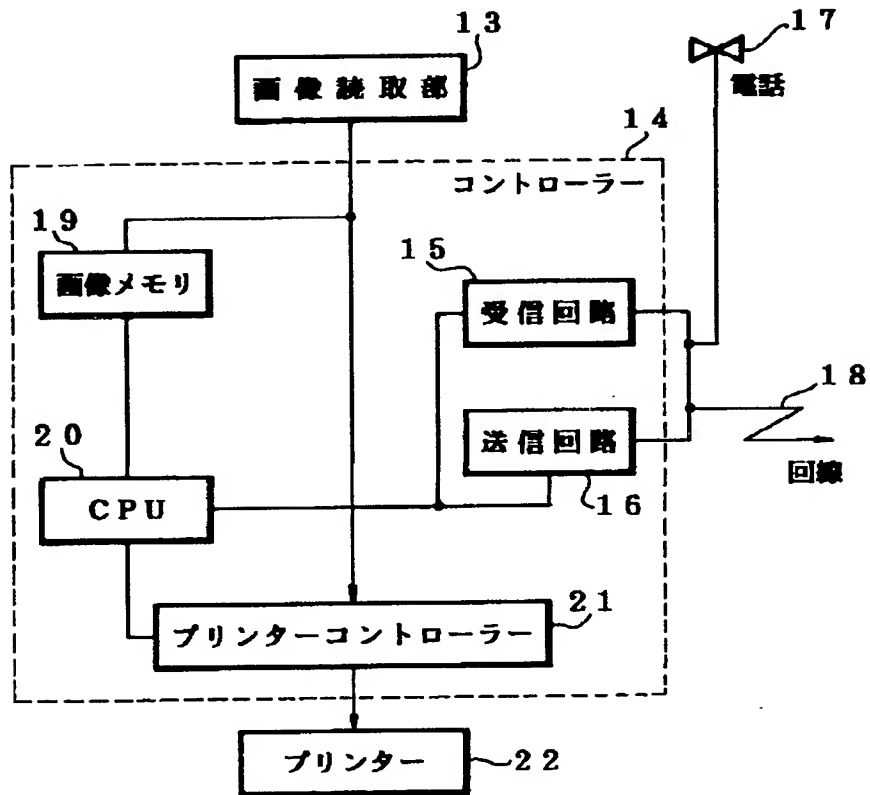 13
画像読取部
17
電話
14
コントローラー
19
画像メモリ
15
受信回路
18
回線
20
CPU
送信回路
16
21
プリンターコントローラー
プリンター
22